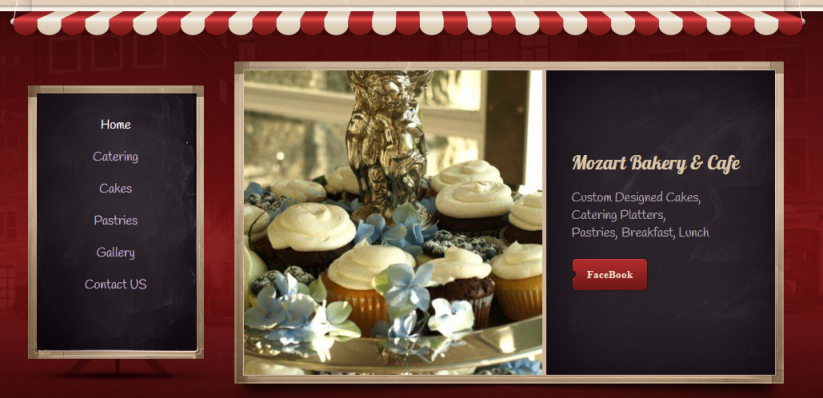 Home
Catering
Cakes
Pastries
Gallery
Contact US
Mozart Bakery & Cafe
Custom Designed Cakes,
Catering Platters,
Pastries, Breakfast, Lunch
FaceBook